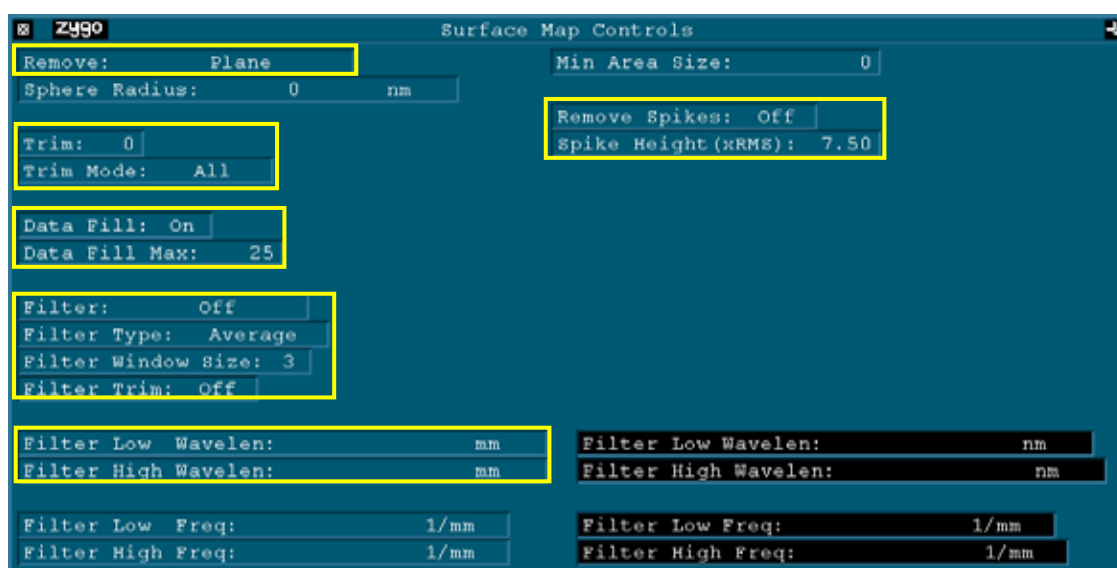 zygo Surface Map Controls
Remove: Plane
Sphere Radius: 0 nm
Trim: 0
Trim Mode: All
Data Fill: On
Data Fill Max: 25
Filter: Off
Filter Type: Average
Filter Window Size: 3
Filter Trim: Off
Filter Low Wavelen: mm
Filter High Wavelen: mm
Filter Low Freq: 1/mm
Filter High Freq: 1/mm
Min Area Size: 0
Remove Spikes: Off
Spike Height(xRMS): 7.50
Filter Low Wavelen: nm
Filter High Wavelen: nm
Filter Low Freq: 1/mm
Filter High Freq: 1/mm